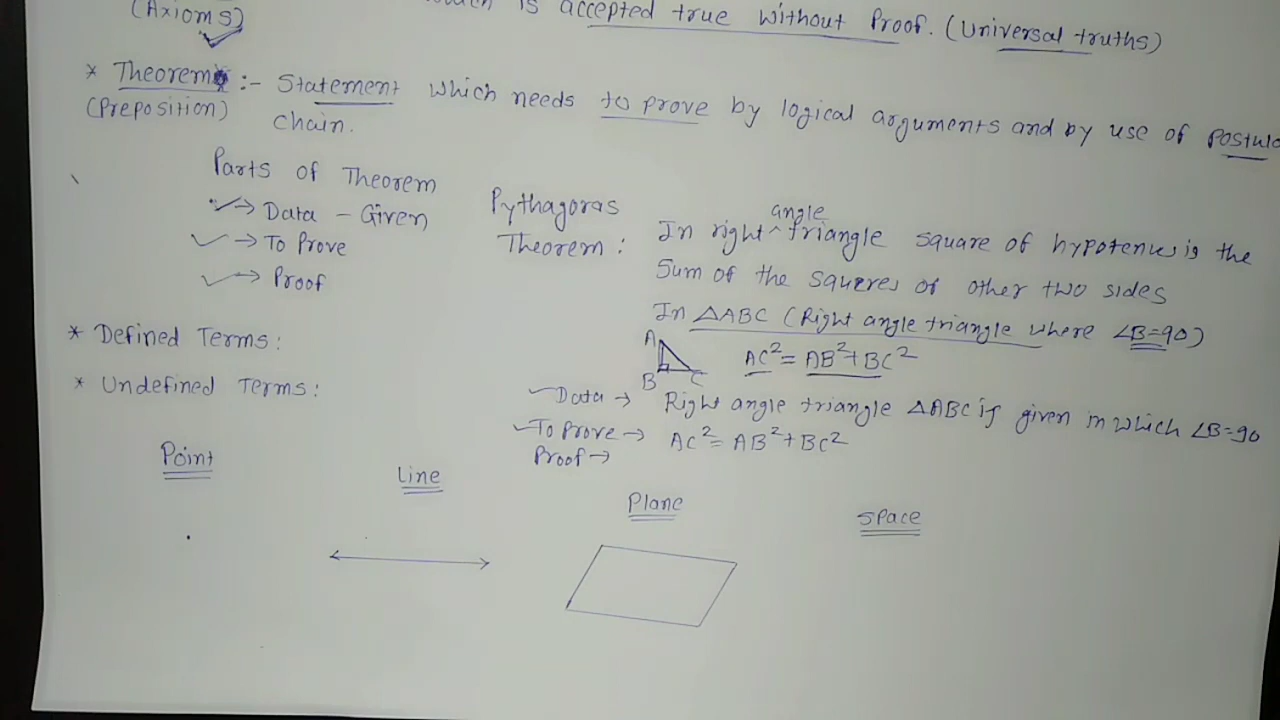 (Axioms)
is accepted true without Proof. (Universal truths)
* Theorem :- Statement which needs to prove by logical arguments and by use of Postula
(Preposition) chain.
Parts of Theorem
→ Data - Given
→ To Prove
→ Proof
Pythagoras
Theorem :
angle
In right ^ triangle square of hypotenus is the
Sum of the squares of other two sides
In △ABC (Right angle triangle where ∠B=90)
A
B C
AC²= AB²+BC²
Data → Right angle triangle △ABC is given in which ∠B=90
To Prove → AC²= AB²+BC²
Proof →
* Defined Terms :
* Undefined Terms :
Point Line Plane Space